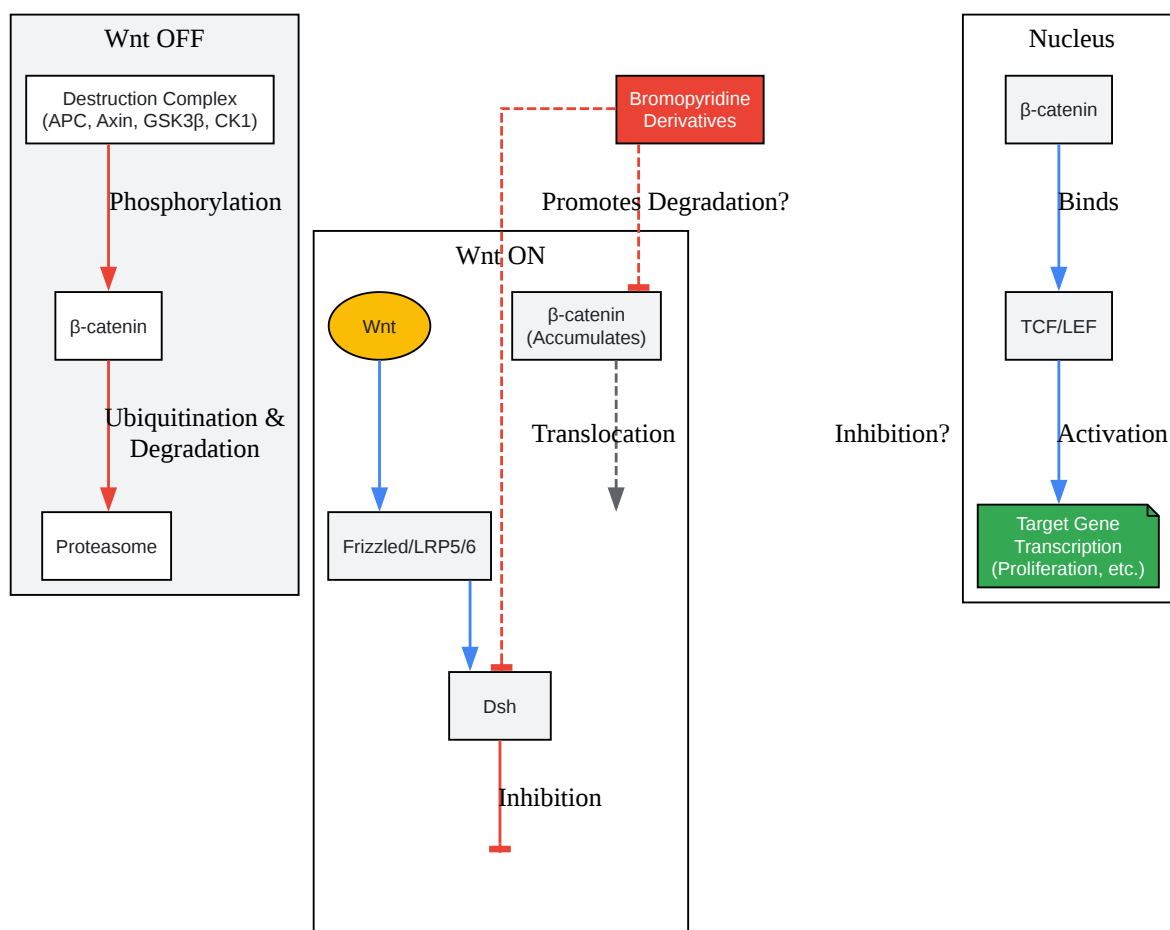 Wnt OFF
Destruction Complex
(APC, Axin, GSK3β, CK1)
Phosphorylation
β-catenin
Ubiquitination &
Degradation
Proteasome
Bromopyridine
Derivatives
Promotes Degradation?
Wnt ON
Wnt
β-catenin
(Accumulates)
Translocation
Frizzled/LRP5/6
Dsh
Inhibition
Inhibition?
Nucleus
β-catenin
Binds
TCF/LEF
Activation
Target Gene
Transcription
(Proliferation, etc.)